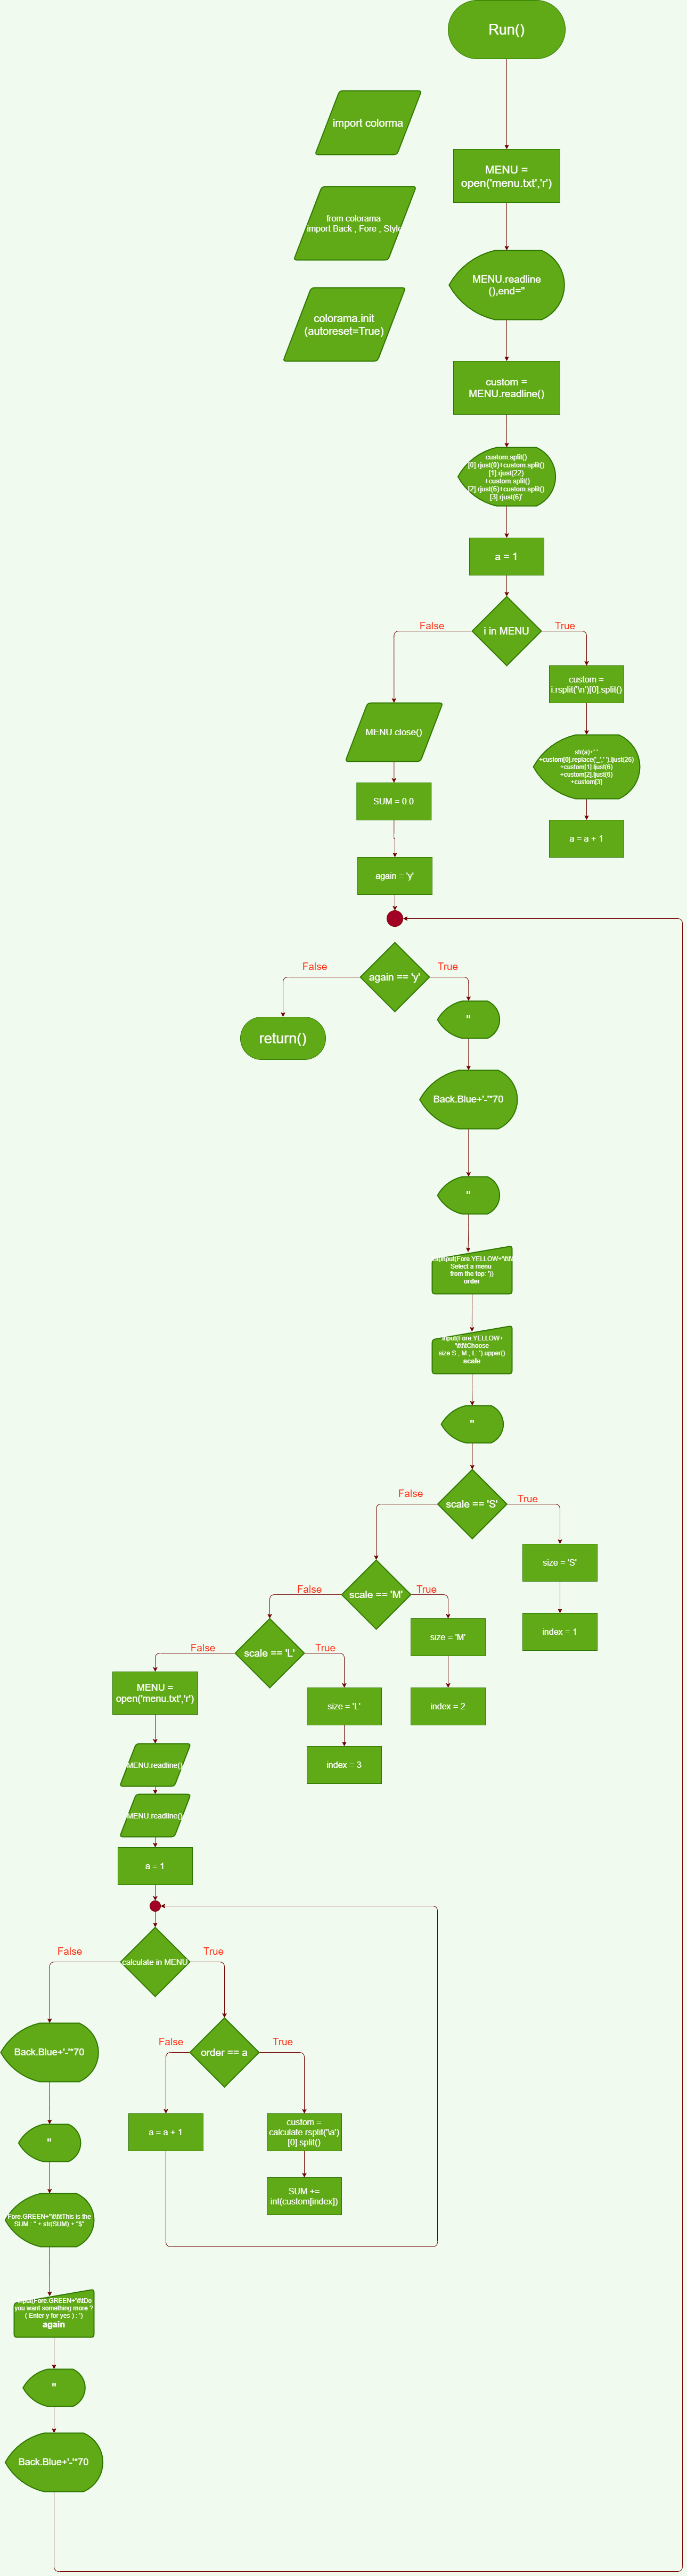 Run()
import colorma
MENU =
open('menu.txt','r')
from colorama
import Back , Fore , Style
MENU.readline
(),end=''
colorama.init
(autoreset=True)
custom =
MENU.readline()
custom.split()
[0].rjust(0)+custom.split()
[1].rjust(22)
+custom.split()
[2].rjust(6)+custom.split()
[3].rjust(6)'
a = 1
i in MENU
False
True
custom =
i.rsplit('\n')[0].split()
MENU.close()
str(a)+'.'
+custom[0].replace('_',' ').ljust(26)
+custom[1].ljust(6)
+custom[2].ljust(6)
+custom[3]
SUM = 0.0
a = a + 1
again = 'y'
again == 'y'
False
True
return()
"
Back.Blue+'-'*70
"
Select a menu
from the top: '))
order
input(Fore.YELLOW+
'\t\t\tChoose
size S , M , L: ').upper()
scale
"
scale == 'S'
False
True
size = 'S'
index = 1
scale == 'M'
False
True
size = 'M'
index = 2
scale == 'L'
False
True
size = 'L'
index = 3
MENU =
open('menu.txt','r')
MENU.readline()
MENU.readline()
a = 1
calculate in MENU
False
True
order == a
False
True
a = a + 1
custom =
calculate.rsplit('\a')
[0].split()
SUM +=
int(custom[index])
Back.Blue+'-'*70
"
Fore.GREEN+"\t\t\tThis is the
SUM : " + str(SUM) + "$"
input(Fore.GREEN+'\t\tDo
you want something more ?
( Enter y for yes ) : ')
again
"
Back.Blue+'-'*70